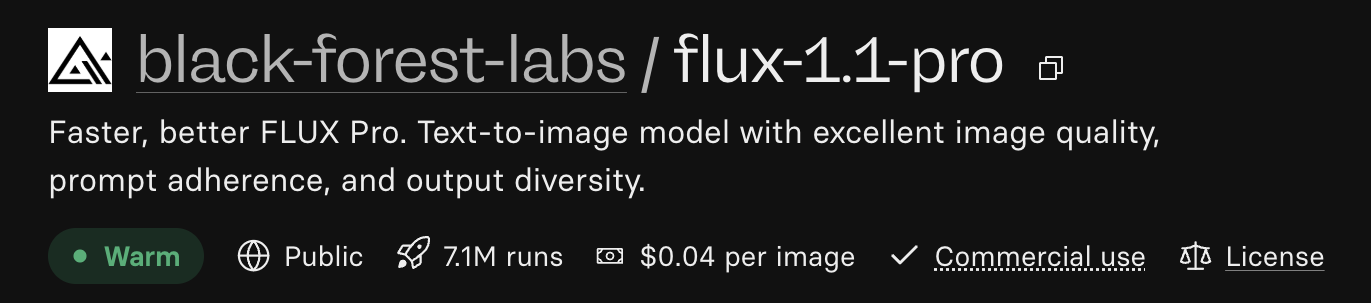 black-forest-labs / flux-1.1-pro
Faster, better FLUX Pro. Text-to-image model with excellent image quality,
prompt adherence, and output diversity.
Warm Public 7.1M runs $0.04 per image Commercial use License